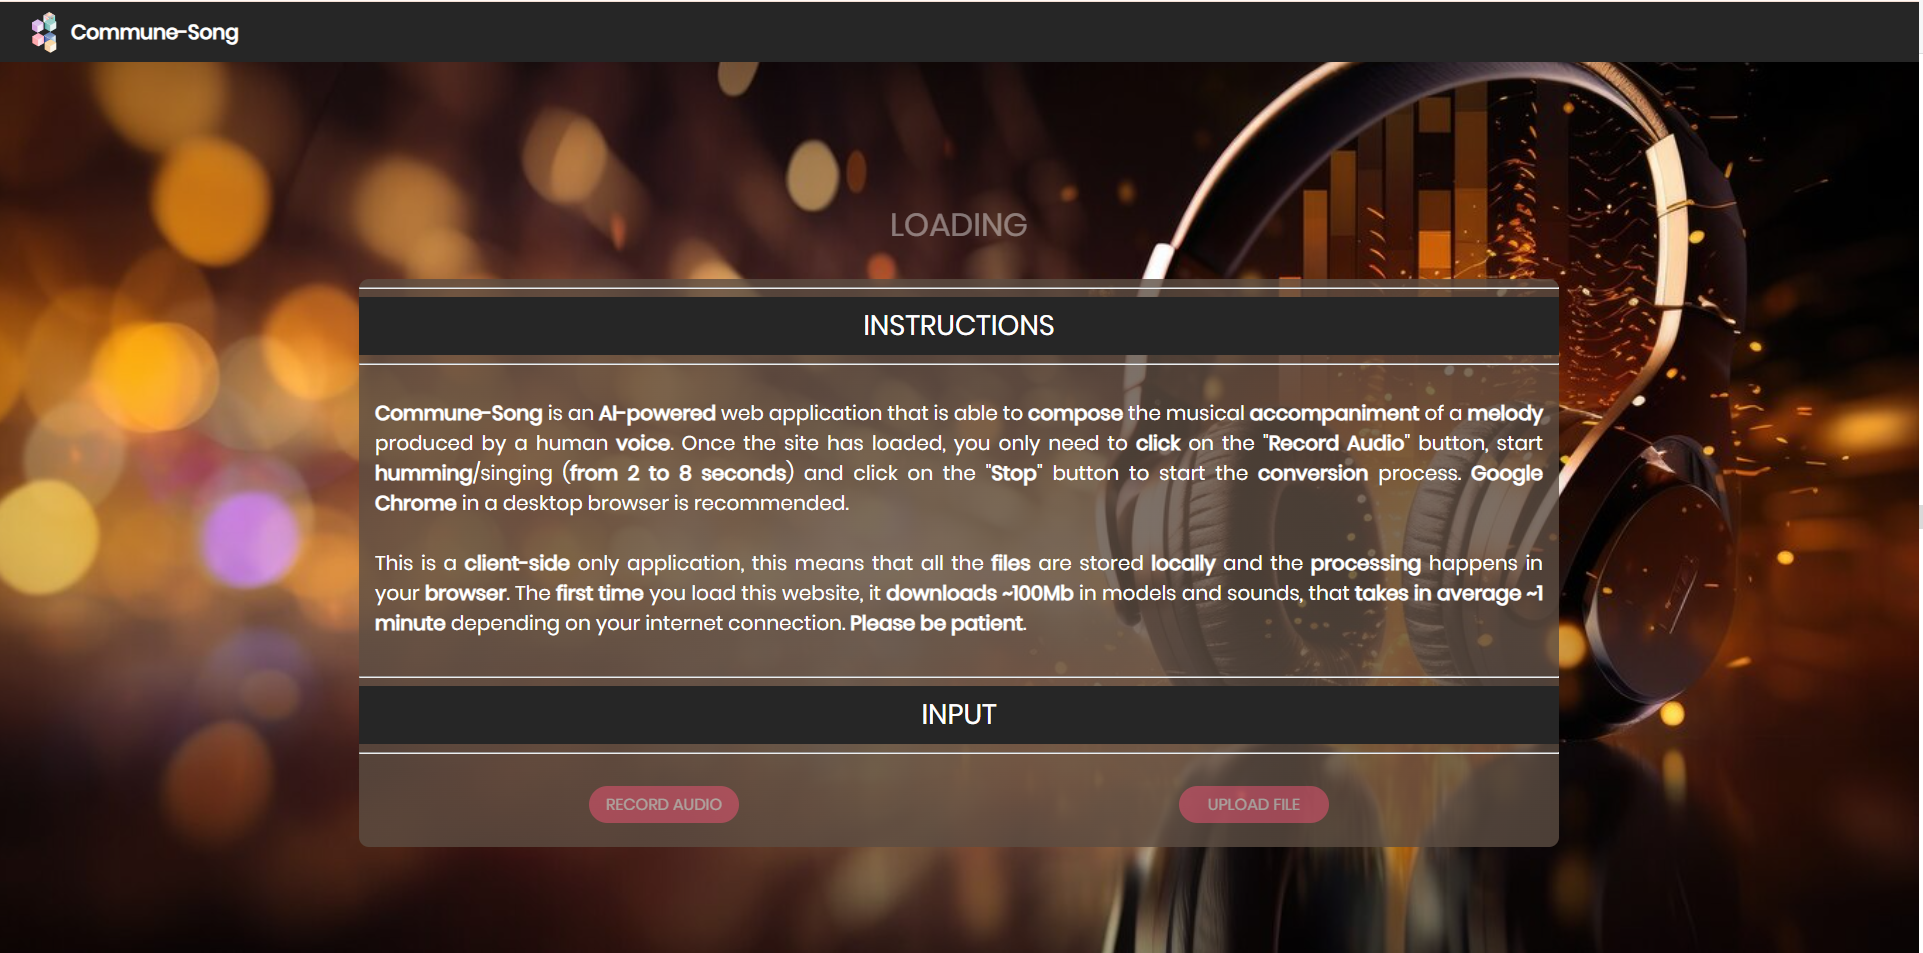 Commune-Song
LOADING
INSTRUCTIONS
Commune-Song is an AI-powered web application that is able to compose the musical accompaniment of a melody
produced by a human voice. Once the site has loaded, you only need to click on the "Record Audio" button, start
humming/singing (from 2 to 8 seconds) and click on the "Stop" button to start the conversion process. Google
Chrome in a desktop browser is recommended.
This is a client-side only application, this means that all the files are stored locally and the processing happens in
your browser. The first time you load this website, it downloads ~100Mb in models and sounds, that takes in average ~1
minute depending on your internet connection. Please be patient.
INPUT
RECORD AUDIO
UPLOAD FILE